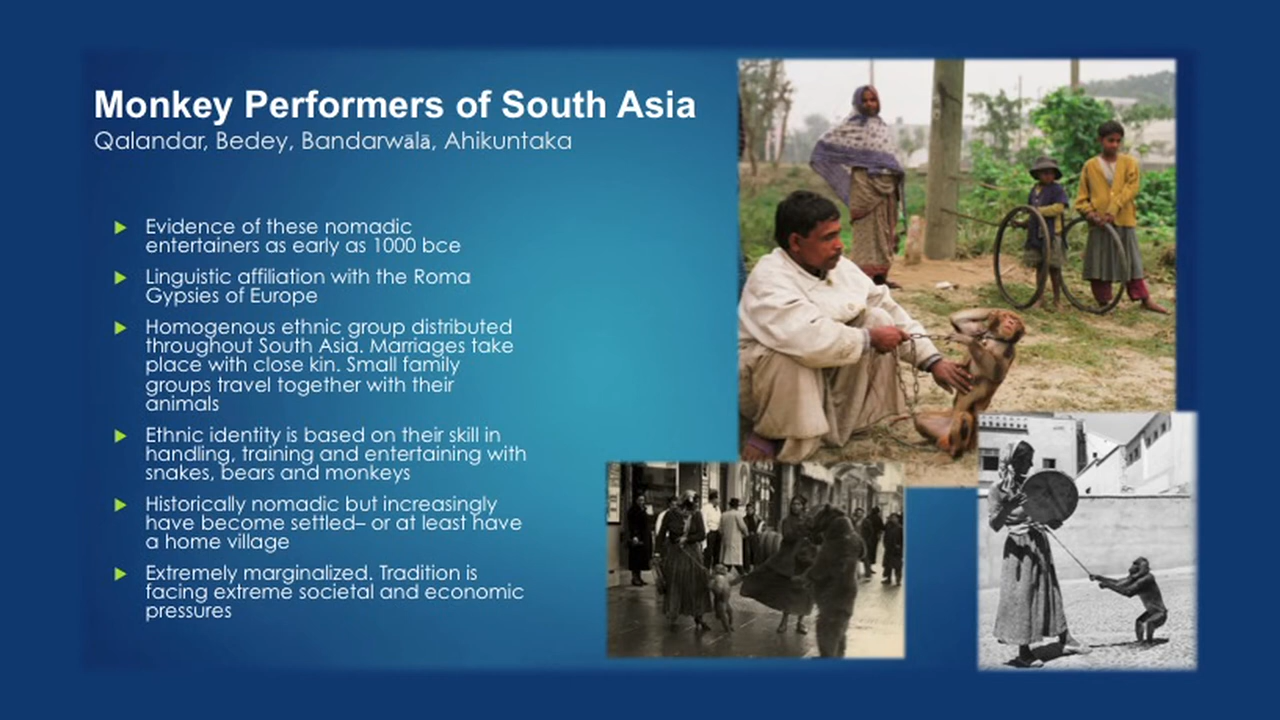 Monkey Performers of South Asia
Qalandar, Bedey, Bandarwālā, Ahikuntaka
Evidence of these nomadic
entertainers as early as 1000 bce
Linguistic affiliation with the Roma
Gypsies of Europe
Homogenous ethnic group distributed
throughout South Asia. Marriages take
place with close kin. Small family
groups travel together with their
animals
Ethnic identity is based on their skill in
handling, training and entertaining with
snakes, bears and monkeys
Historically nomadic but increasingly
have become settled– or at least have
a home village
Extremely marginalized. Tradition is
facing extreme societal and economic
pressures